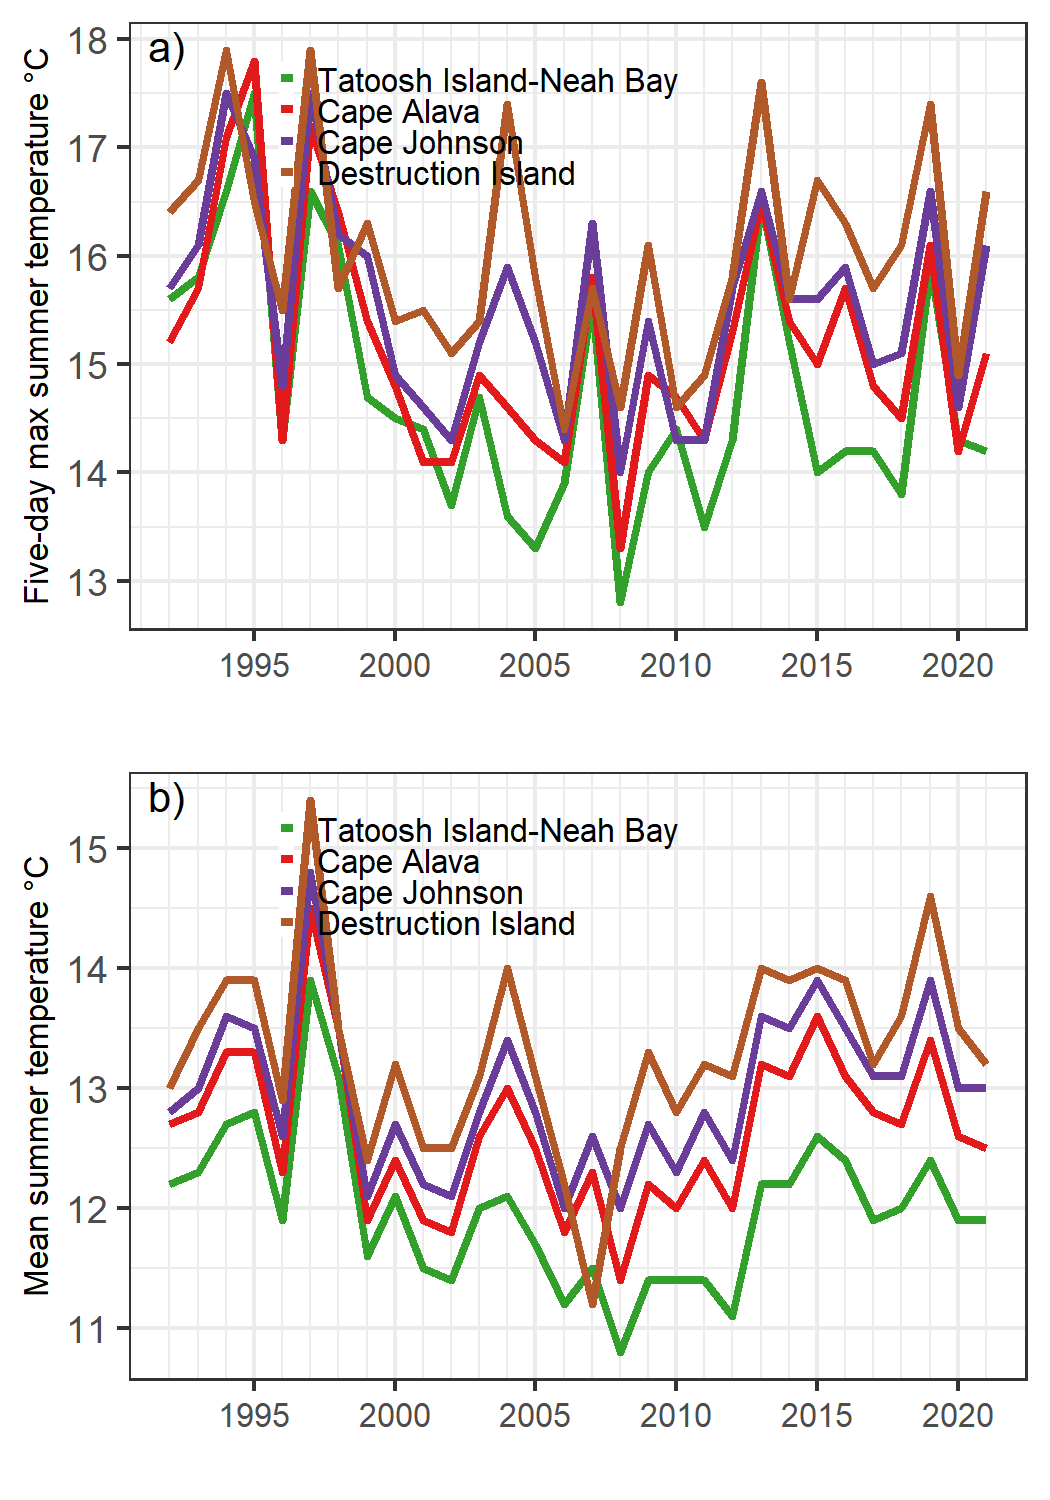 a)
Five-day max summer temperature °C
18
17
16
15
14
13
Tatoosh Island-Neah Bay
Cape Alava
Cape Johnson
Destruction Island
1995 2000 2005 2010 2015 2020
b)
Mean summer temperature °C
15
14
13
12
11
Tatoosh Island-Neah Bay
Cape Alava
Cape Johnson
Destruction Island
1995 2000 2005 2010 2015 2020